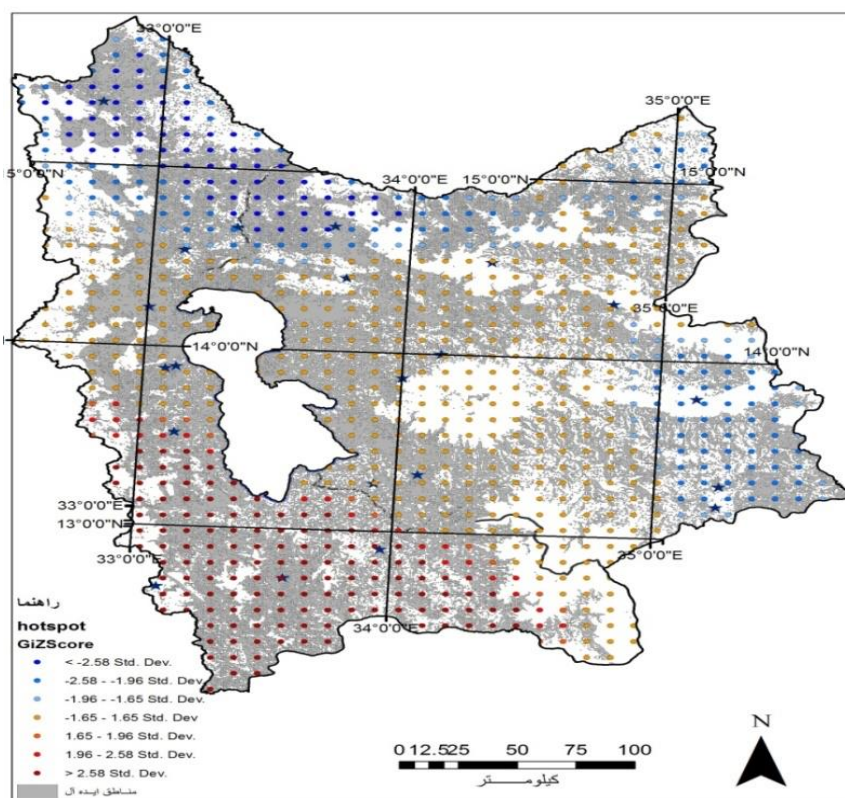 33°0'0"E
35°0'0"E
5°0'0"N
34°0'0"E
15°0'0"N
15°0'0"N
35°0'0"E
14°0'0"N
14°0'0"N
33°0'0"E
13°0'0"N
33°0'0"E
35°0'0"E
34°0'0"E
راهنما
hotspot
GiZScore
< -2.58 Std. Dev.
-2.58 - -1.96 Std. Dev.
-1.96 - -1.65 Std. Dev.
-1.65 - 1.65 Std. Dev
1.65 - 1.96 Std. Dev.
1.96 - 2.58 Std. Dev.
> 2.58 Std. Dev.
مناطق ایده ال
N
0 12.5 25 50 75 100
کیلومتر